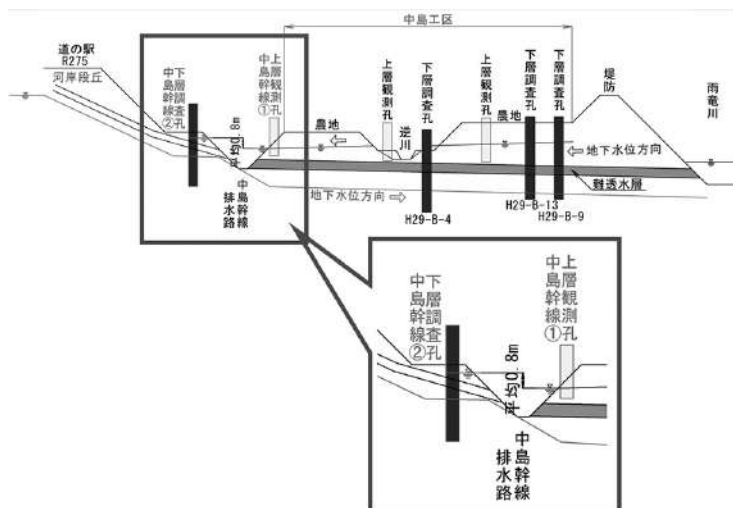 中島工区
道の駅
R275
河岸段丘
下層調査孔
中島幹線②
平均0.8m
上層観測孔
中島幹線①
農地
上層観測孔
逆川
下層調査孔
上層観測孔
農地
下層調査孔
下層調査孔
堤防
雨竜川
地下水位方向
難透水層
地下水位方向
中島幹線
排水路
H29-B-4
H29-B-13
H29-B-9
下層調査孔
中島幹線②
平均0.8m
上層観測孔
中島幹線①
中島幹線
排水路